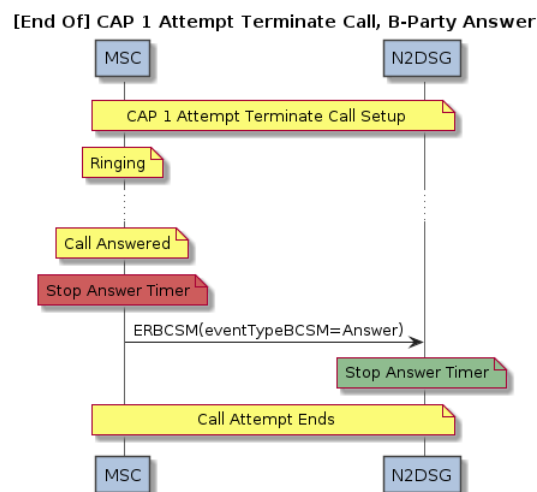 [End Of] CAP 1 Attempt Terminate Call, B-Party Answer
MSC
N2DSG
CAP 1 Attempt Terminate Call Setup
Ringing
Call Answered
Stop Answer Timer
ERBCSM(eventTypeBCSM=Answer)
Stop Answer Timer
Call Attempt Ends
MSC
N2DSG